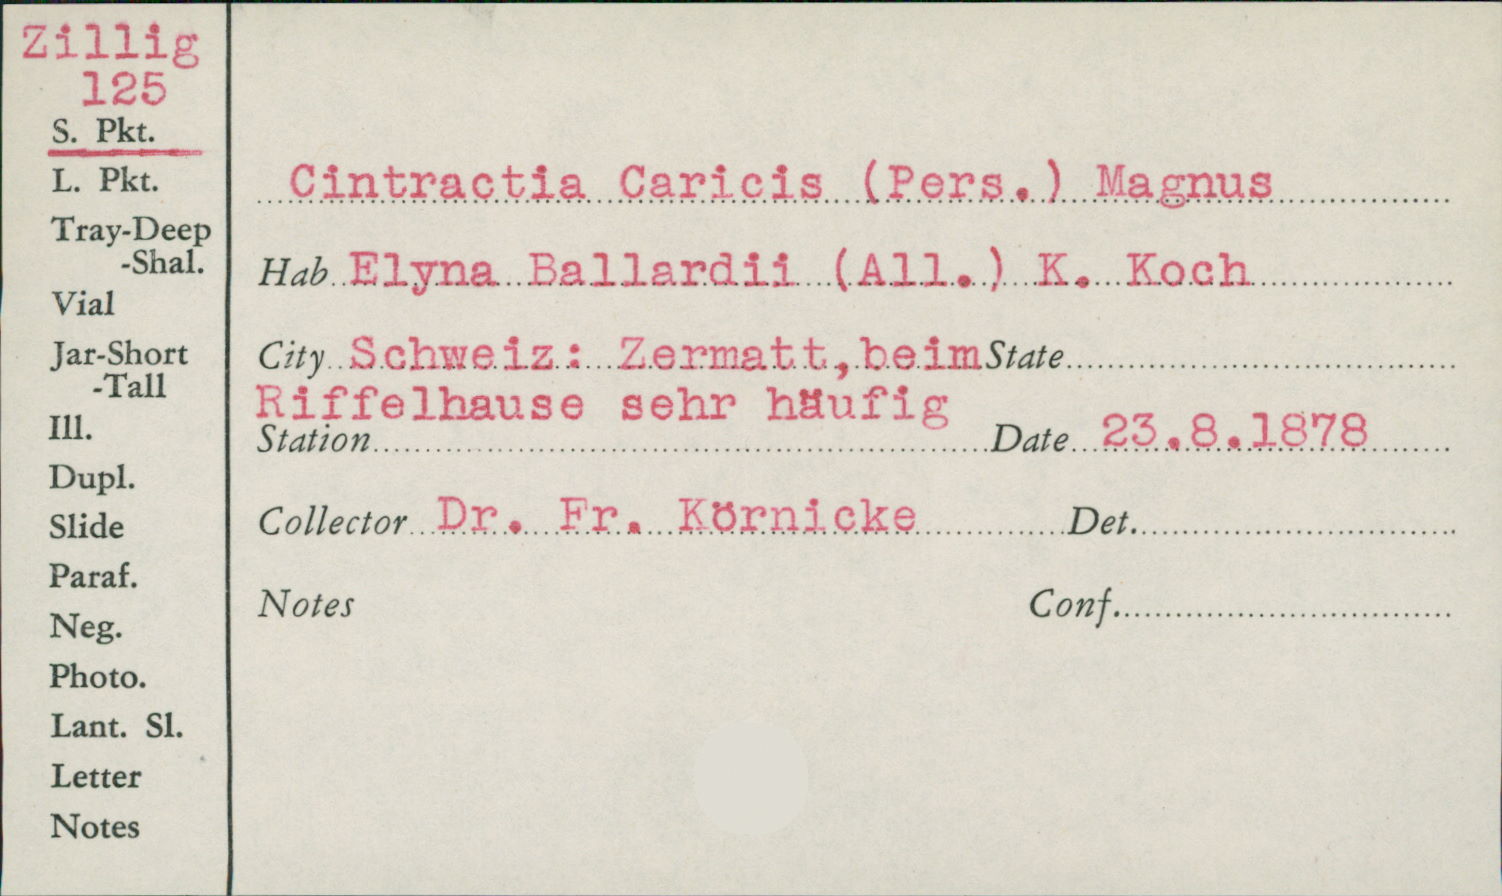 Zillig
125
S. Pkt.
L. Pkt.
Tray-Deep
-Shal.
Vial
Jar-Short
-Tall
Ill.
Dupl.
Slide
Paraf.
Neg.
Photo.
Lant. Sl.
Letter
Notes
Cintractia Caricis (Pers.) Magnus
Hab Elyna Ballardii (All.) K. Koch
City Schweiz: Zermatt,beim State
Riffelhause sehr häufig
Station Date 23.8.1878
Collector Dr. Fr. Körnicke Det.
Notes Conf.